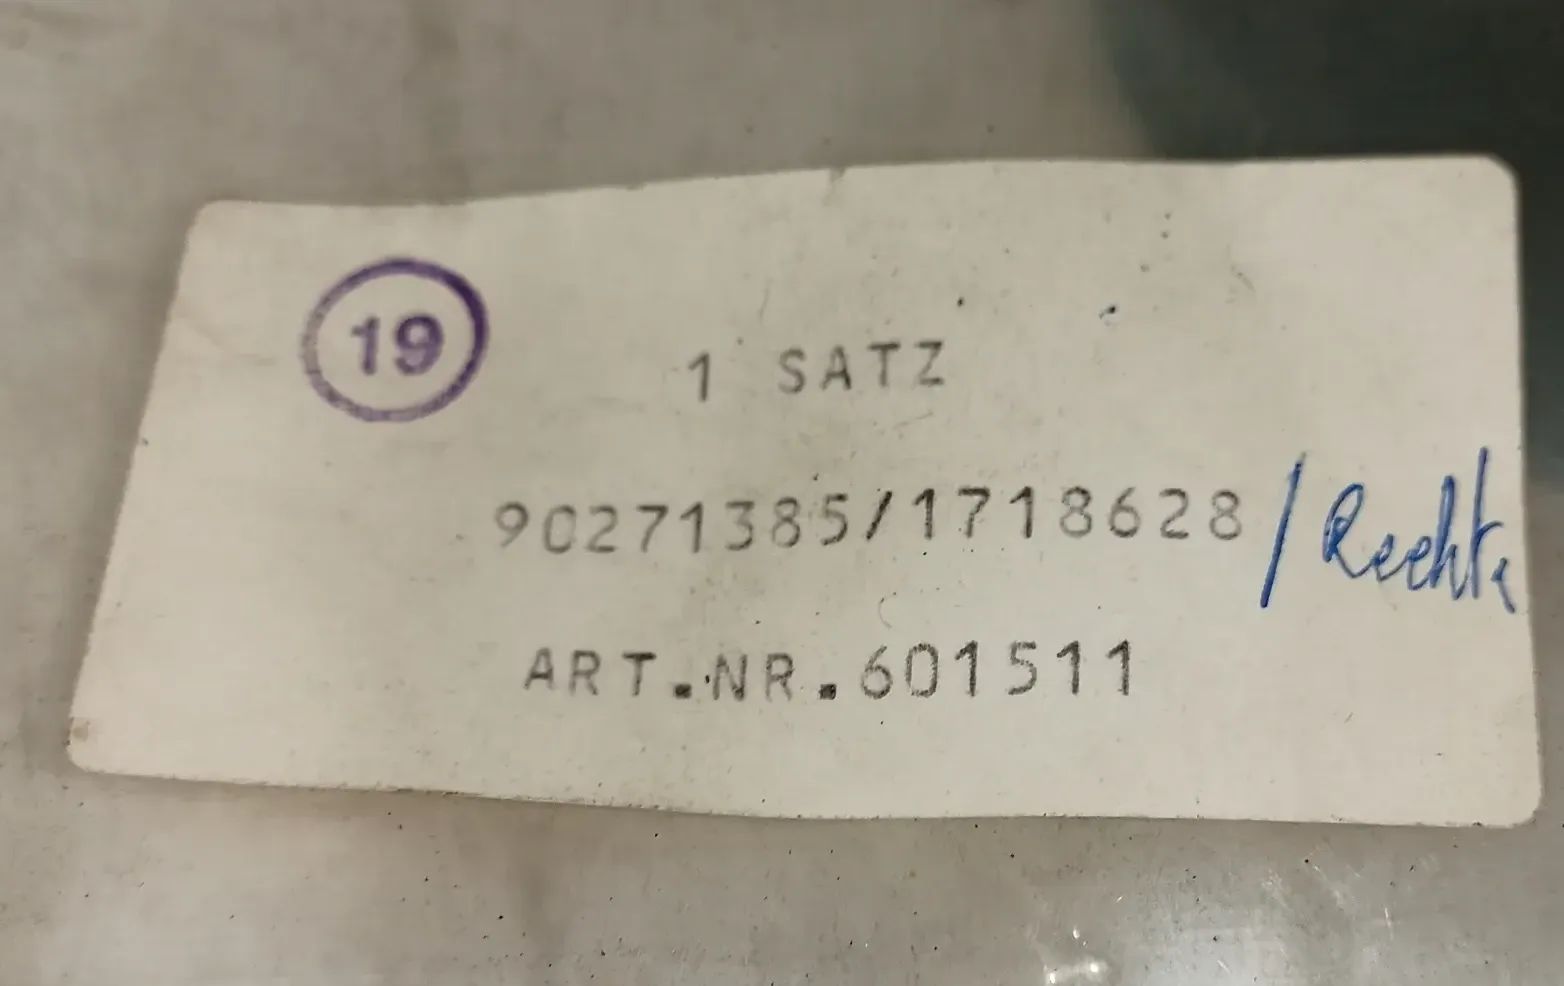 19
1 SATZ
90271385/1718628 / Rechts
ART.NR.601511